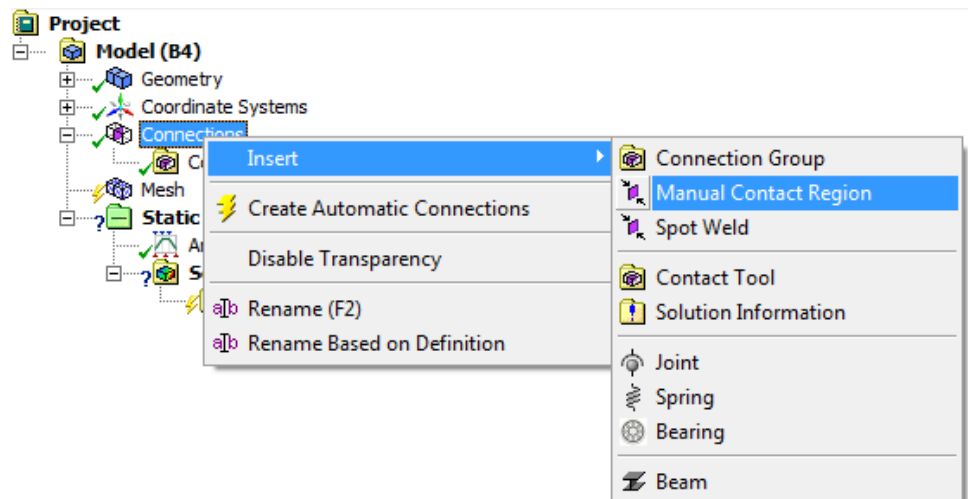 Project
Model (B4)
Geometry
Coordinate Systems
Connections
Insert
Connection Group
Mesh
Manual Contact Region
Create Automatic Connections
Static
Spot Weld
Disable Transparency
Contact Tool
Rename (F2)
Solution Information
Rename Based on Definition
Joint
Spring
Bearing
Beam